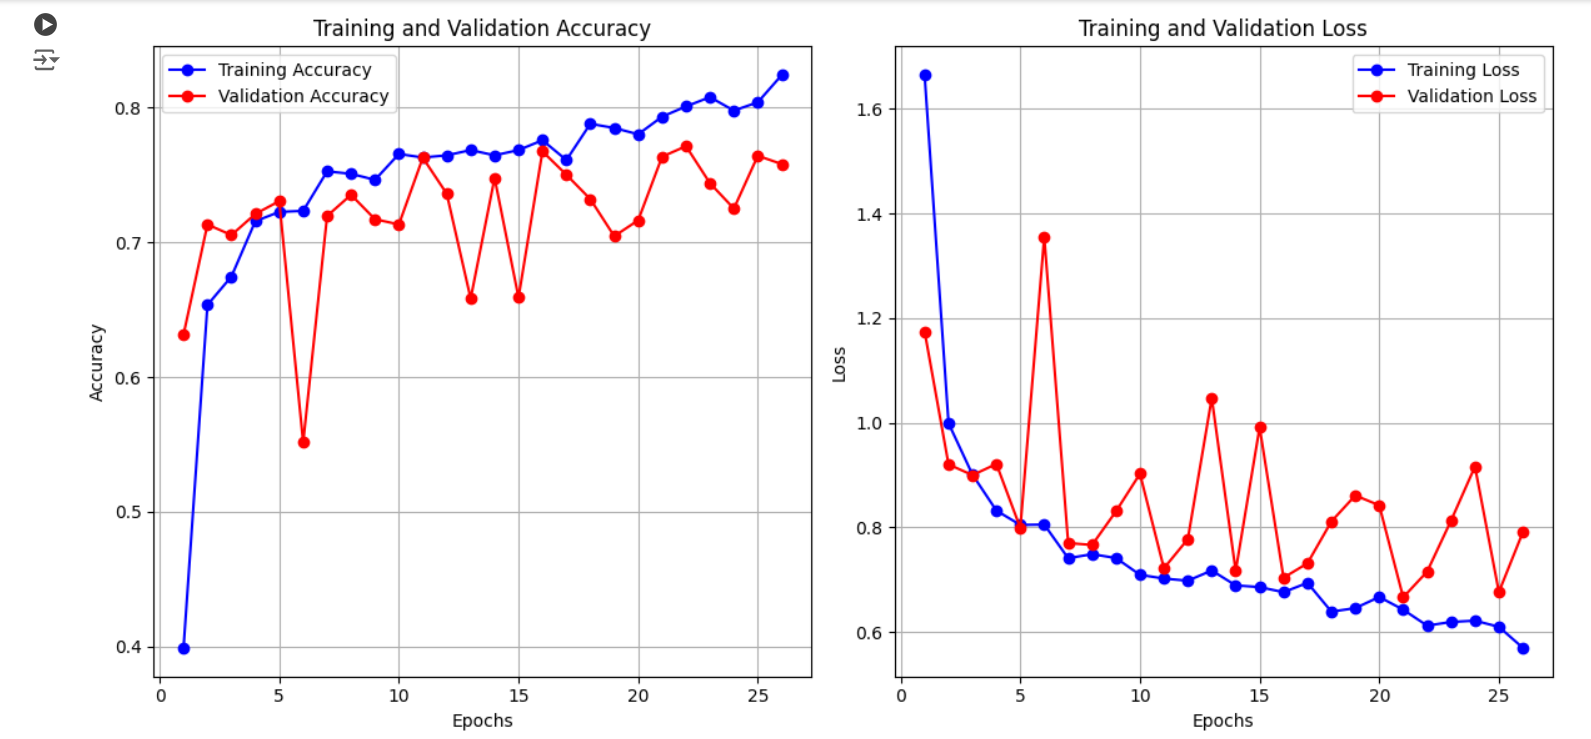 Training and Validation Accuracy
Training Accuracy
Validation Accuracy
0.8
0.7
0.6
0.5
0.4
Accuracy
0
5
10
15
20
25
Epochs
Training and Validation Loss
Training Loss
Validation Loss
1.6
1.4
1.2
1.0
0.8
0.6
Loss
0
5
10
15
20
25
Epochs